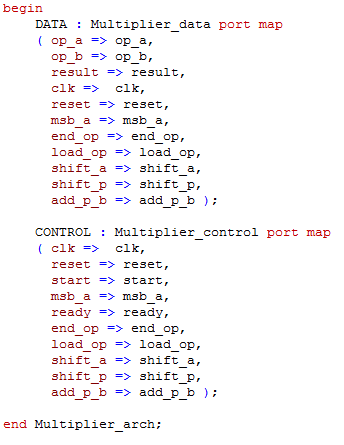 begin
DATA : Multiplier_data port map
( op_a => op_a,
op_b => op_b,
result => result,
clk => clk,
reset => reset,
msb_a => msb_a,
end_op => end_op,
load_op => load_op,
shift_a => shift_a,
shift_p => shift_p,
add_p_b => add_p_b );
CONTROL : Multiplier_control port map
( clk => clk,
reset => reset,
start => start,
msb_a => msb_a,
ready => ready,
end_op => end_op,
load_op => load_op,
shift_a => shift_a,
shift_p => shift_p,
add_p_b => add_p_b );
end Multiplier_arch;